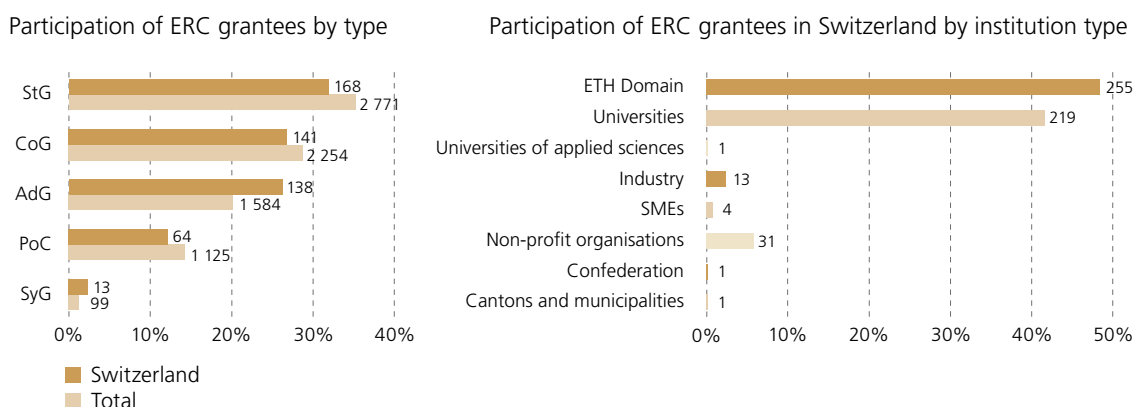 Participation of ERC grantees by type
StG
168
2 771
CoG
141
2 254
AdG
138
1 584
PoC
64
1 125
SyG
13
99
0% 10% 20% 30% 40%
Switzerland
Total
Participation of ERC grantees in Switzerland by institution type
ETH Domain 255
Universities 219
Universities of applied sciences 1
Industry 13
SMEs 4
Non-profit organisations 31
Confederation 1
Cantons and municipalities 1
0% 10% 20% 30% 40% 50%